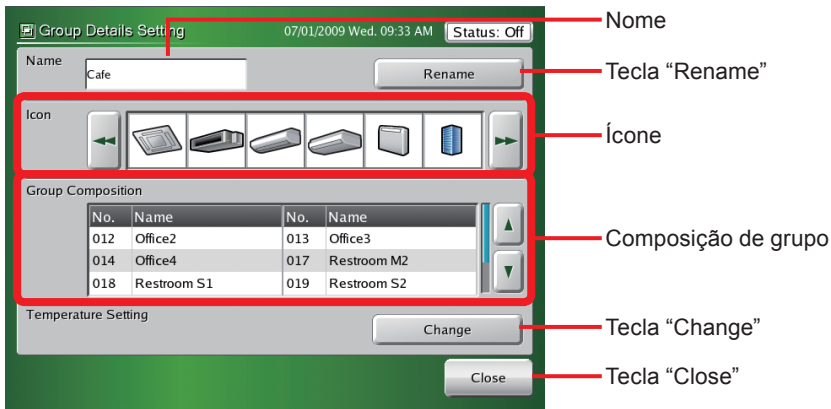 Group Details Setting 07/01/2009 Wed. 09:33 AM Status: Off
Nome
Name
Cafe
Rename
Tecla “Rename”
Icon
Ícone
Group Composition
No. Name No. Name
012 Office2 013 Office3
014 Office4 017 Restroom M2
018 Restroom S1 019 Restroom S2
Composição de grupo
Temperature Setting
Change
Tecla “Change”
Close
Tecla “Close”